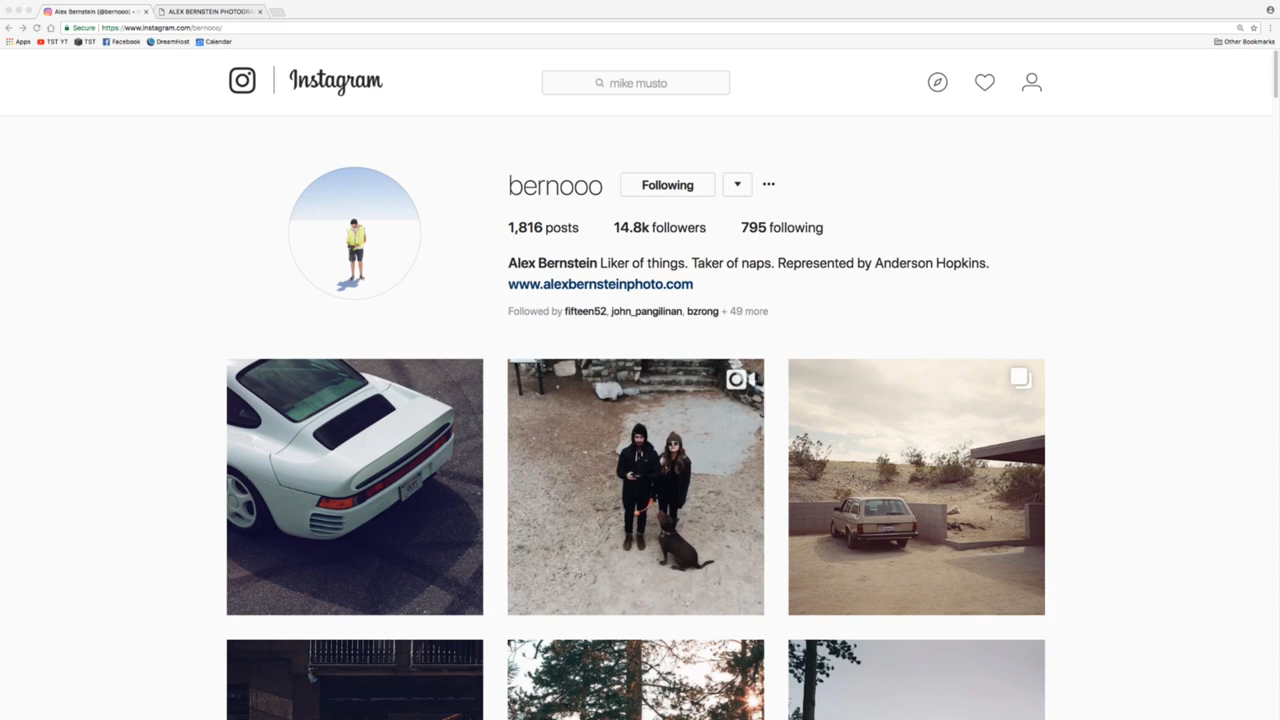 Alex Bernstein (@bernooo) •
ALEX BERNSTEIN PHOTOGRA
Secure
https://www.instagram.com/bernooo/
Apps TST YT TST Facebook DreamHost Calendar Other Bookmarks
Instagram
mike musto
bernooo Following
1,816 posts 14.8k followers 795 following
Alex Bernstein Liker of things. Taker of naps. Represented by Anderson Hopkins.
www.alexbernsteinphoto.com
Followed by fifteen52, john_pangilinan, bzrong + 49 more